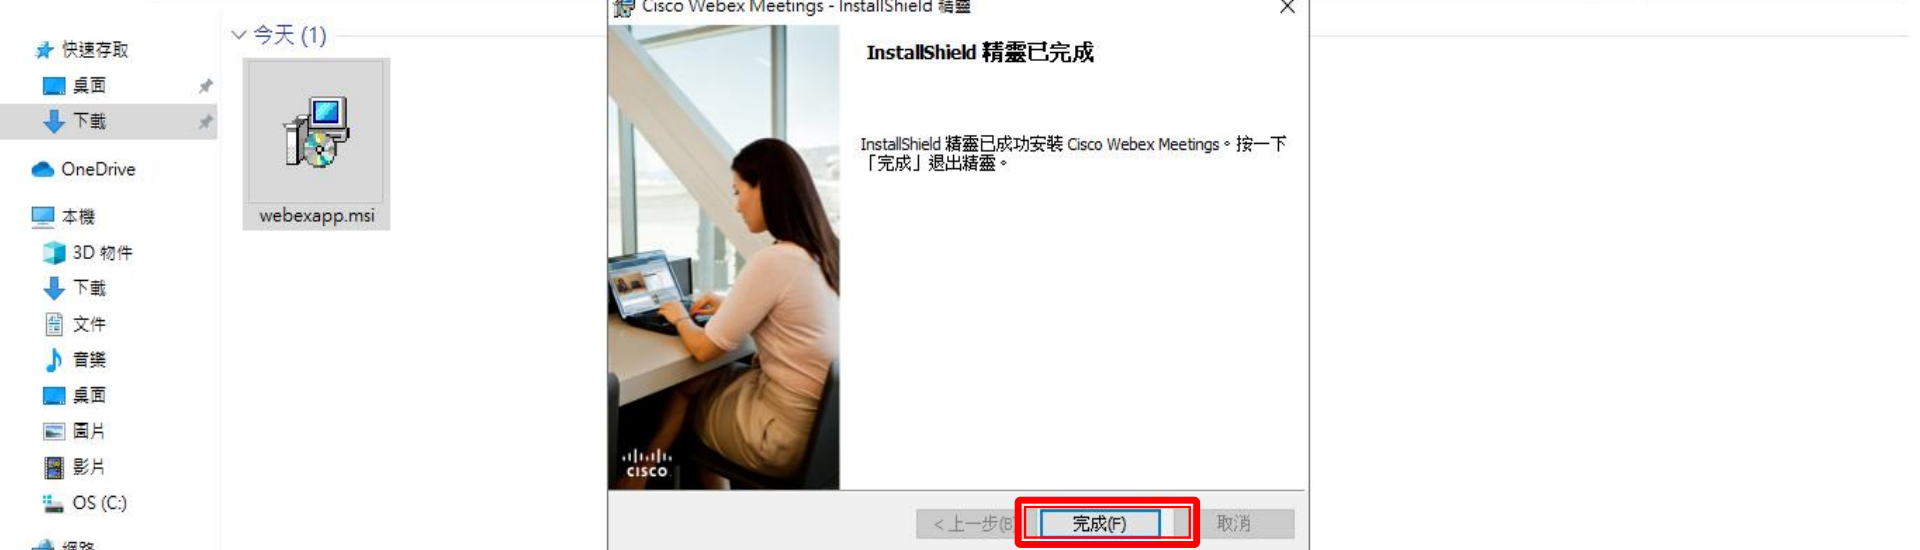 快速存取
桌面
下載
OneDrive
本機
3D 物件
下載
文件
音樂
桌面
圖片
影片
OS (C:)
網路
今天 (1)
webexapp.msi
Cisco Webex Meetings - InstallShield 精靈
InstallShield 精靈已完成
InstallShield 精靈已成功安裝 Cisco Webex Meetings。按一下
「完成」退出精靈。
CISCO
< 上一步(B
完成(F)
取消